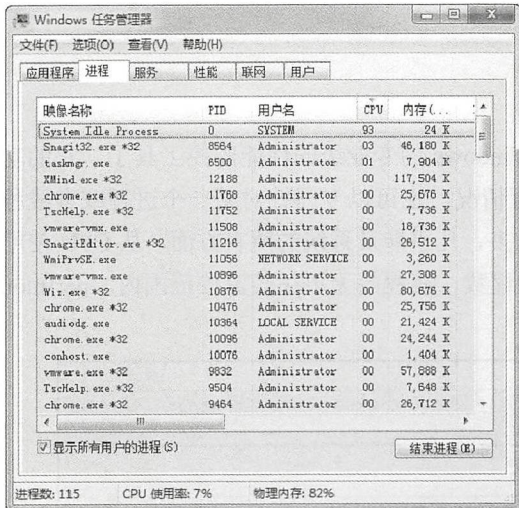 Windows 任务管理器
文件(F) 选项(O) 查看(V) 帮助(H)
应用程序 进程 服务 性能 联网 用户
映像名称 PID 用户名 CPU 内存(...
System Idle Process 0 SYSTEM 93 24 K
Snagit32.exe *32 8564 Administrator 03 46,180 K
taskmgr.exe 6500 Administrator 01 7,904 K
XMind.exe *32 12188 Administrator 00 117,504 K
chrome.exe *32 11768 Administrator 00 25,676 K
TscHelp.exe *32 11752 Administrator 00 7,736 K
vmware-vmx.exe 11508 Administrator 00 18,736 K
SnagitEditor.exe *32 11216 Administrator 00 26,512 K
WmiPrvSE.exe 11056 NETWORK SERVICE 00 3,260 K
vmware-vmx.exe 10896 Administrator 00 27,308 K
Wiz.exe *32 10876 Administrator 00 80,676 K
chrome.exe *32 10476 Administrator 00 25,756 K
audiodg.exe 10364 LOCAL SERVICE 00 21,424 K
chrome.exe *32 10096 Administrator 00 24,244 K
conhost.exe 10076 Administrator 00 1,404 K
vmware.exe *32 9832 Administrator 00 57,888 K
TscHelp.exe *32 9504 Administrator 00 7,648 K
chrome.exe *32 9464 Administrator 00 26,712 K
显示所有用户的进程(S) 结束进程(E)
进程数: 115 CPU 使用率: 7% 物理内存: 82%